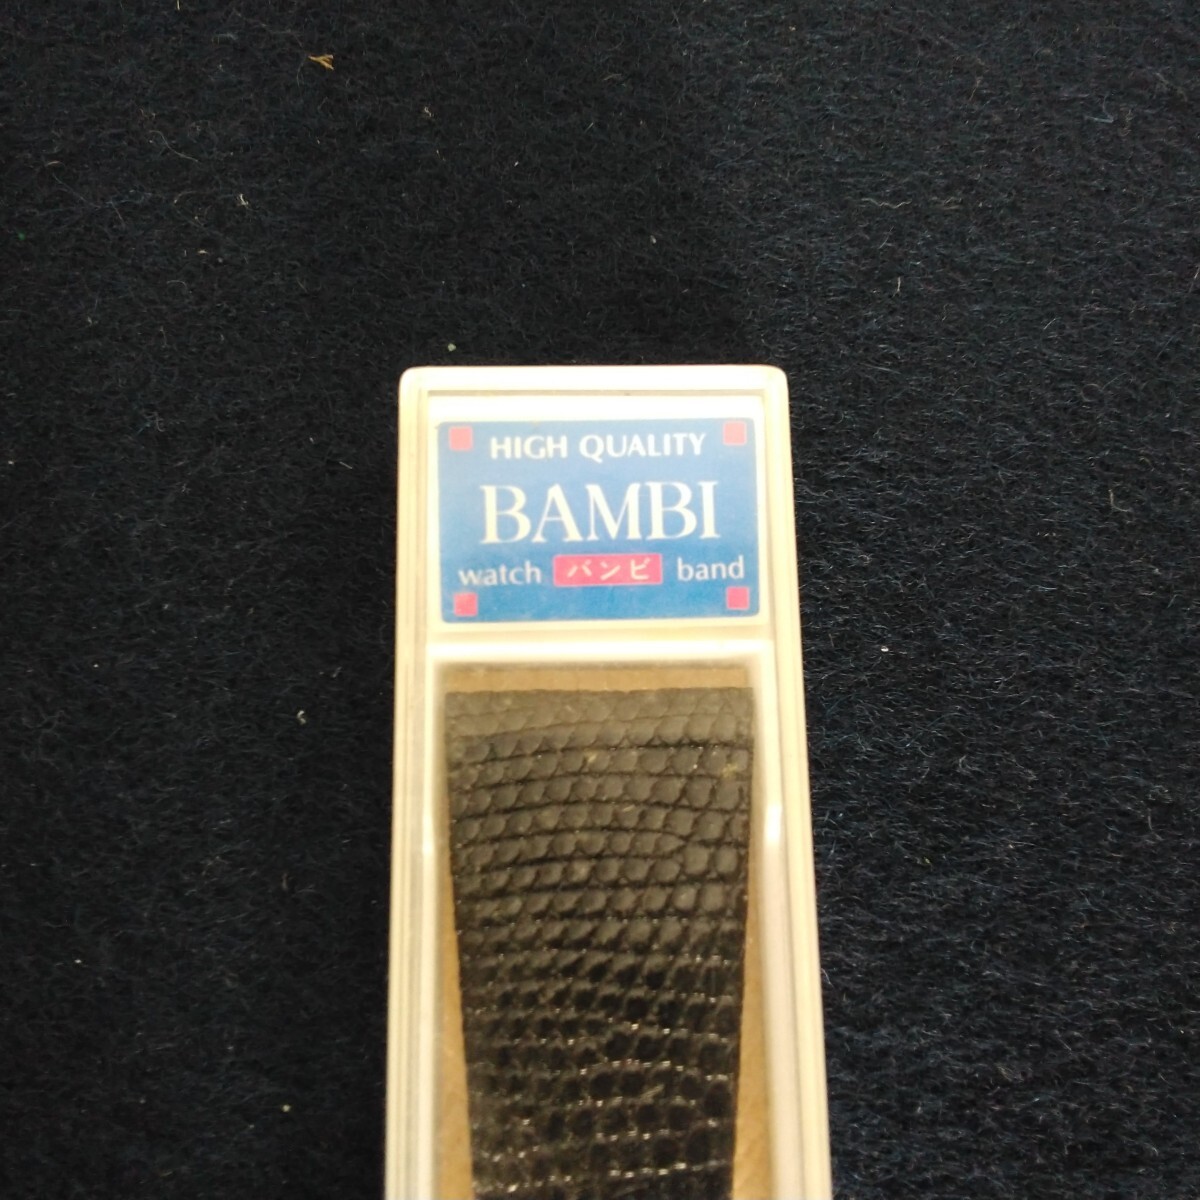 HIGH QUALITY
BAMBI
watch バンビ band